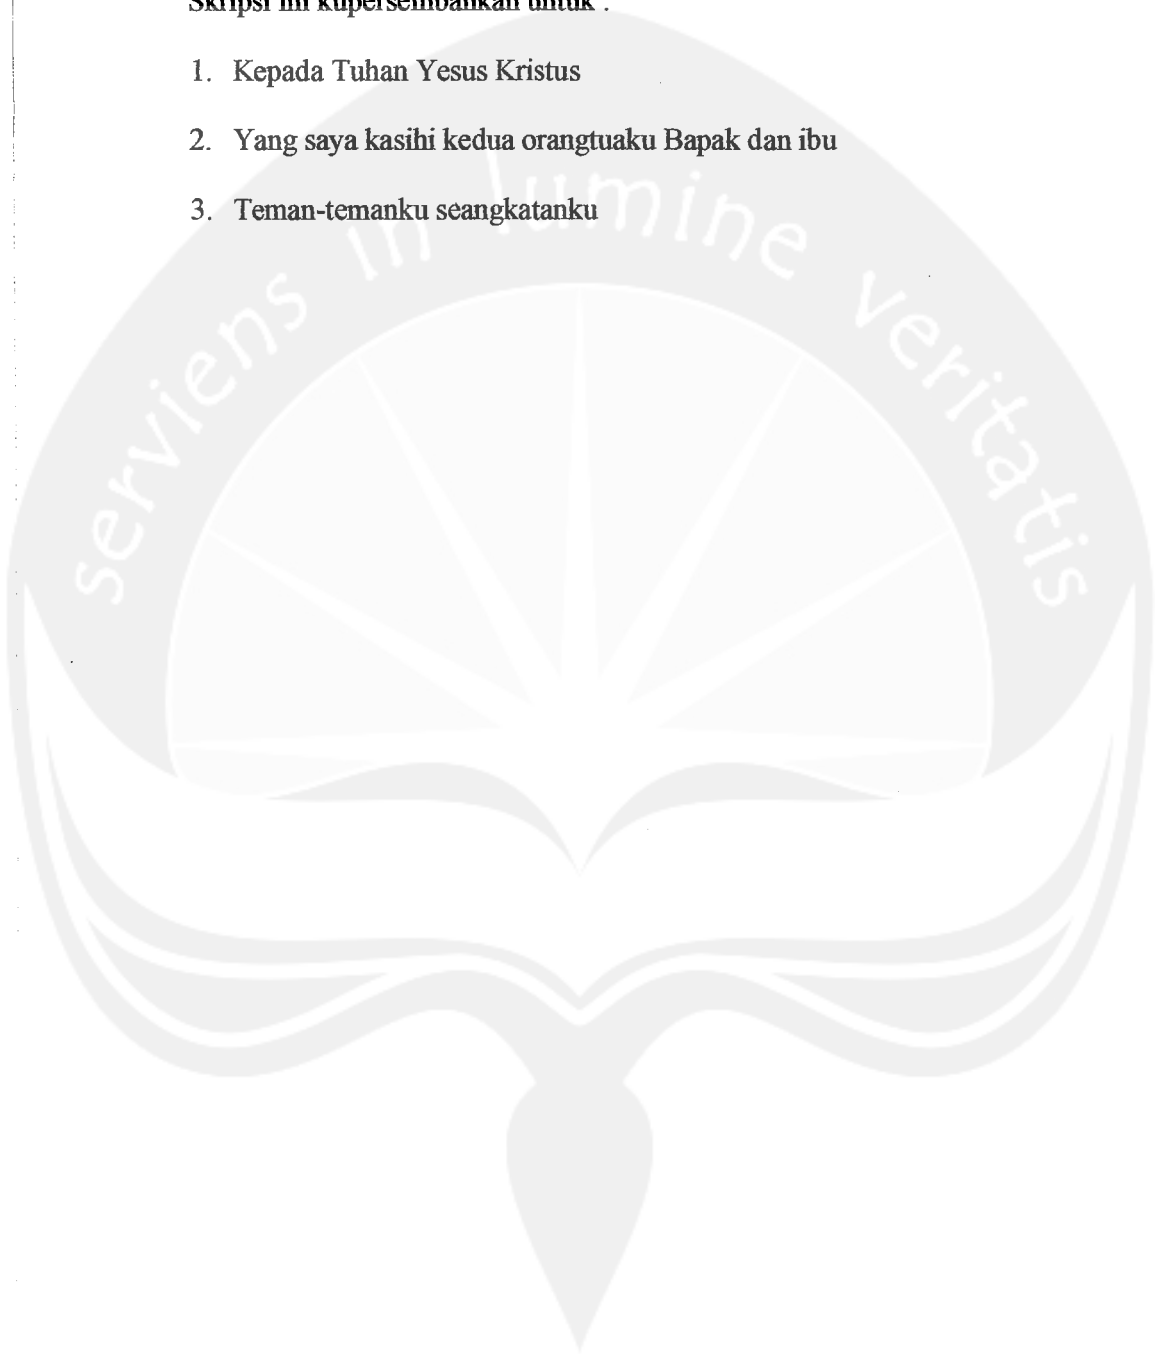 Skripsi ini kupersembahkan untuk :
1. Kepada Tuhan Yesus Kristus
2. Yang saya kasihi kedua orangtuaku Bapak dan ibu
3. Teman-temanku seangkatanku
serviens in lumine veritatis